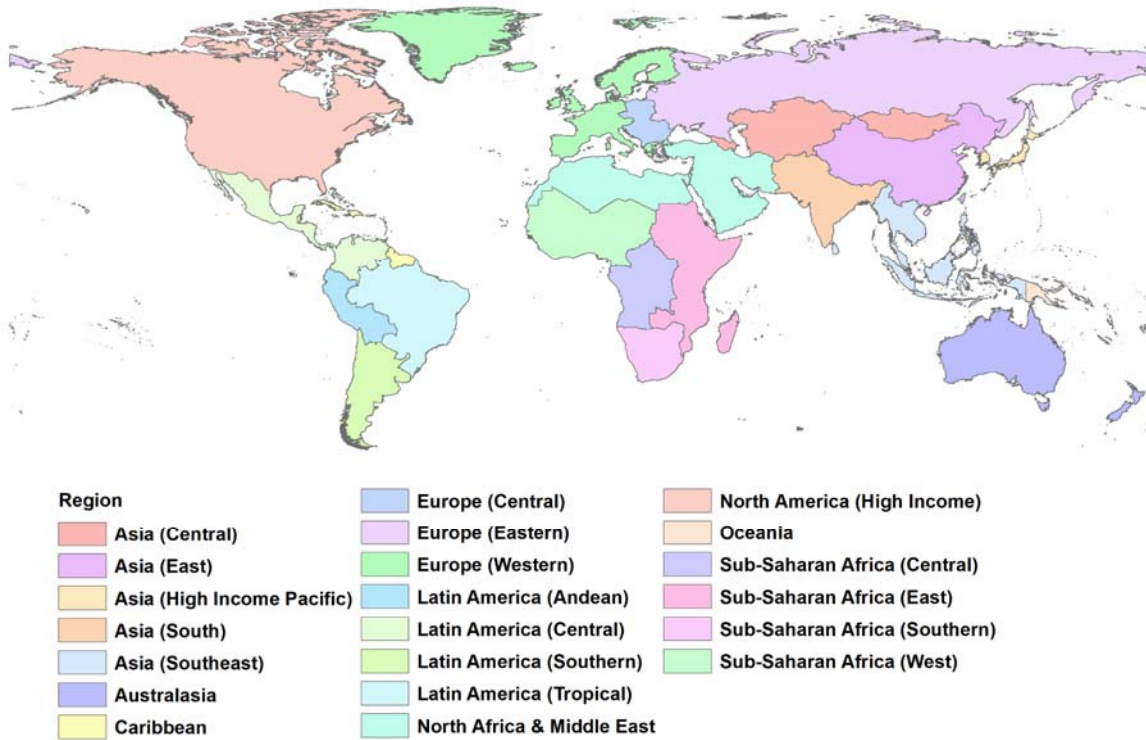 Region
Asia (Central)
Asia (East)
Asia (High Income Pacific)
Asia (South)
Asia (Southeast)
Australasia
Caribbean
Europe (Central)
Europe (Eastern)
Europe (Western)
Latin America (Andean)
Latin America (Central)
Latin America (Southern)
Latin America (Tropical)
North Africa & Middle East
North America (High Income)
Oceania
Sub-Saharan Africa (Central)
Sub-Saharan Africa (East)
Sub-Saharan Africa (Southern)
Sub-Saharan Africa (West)